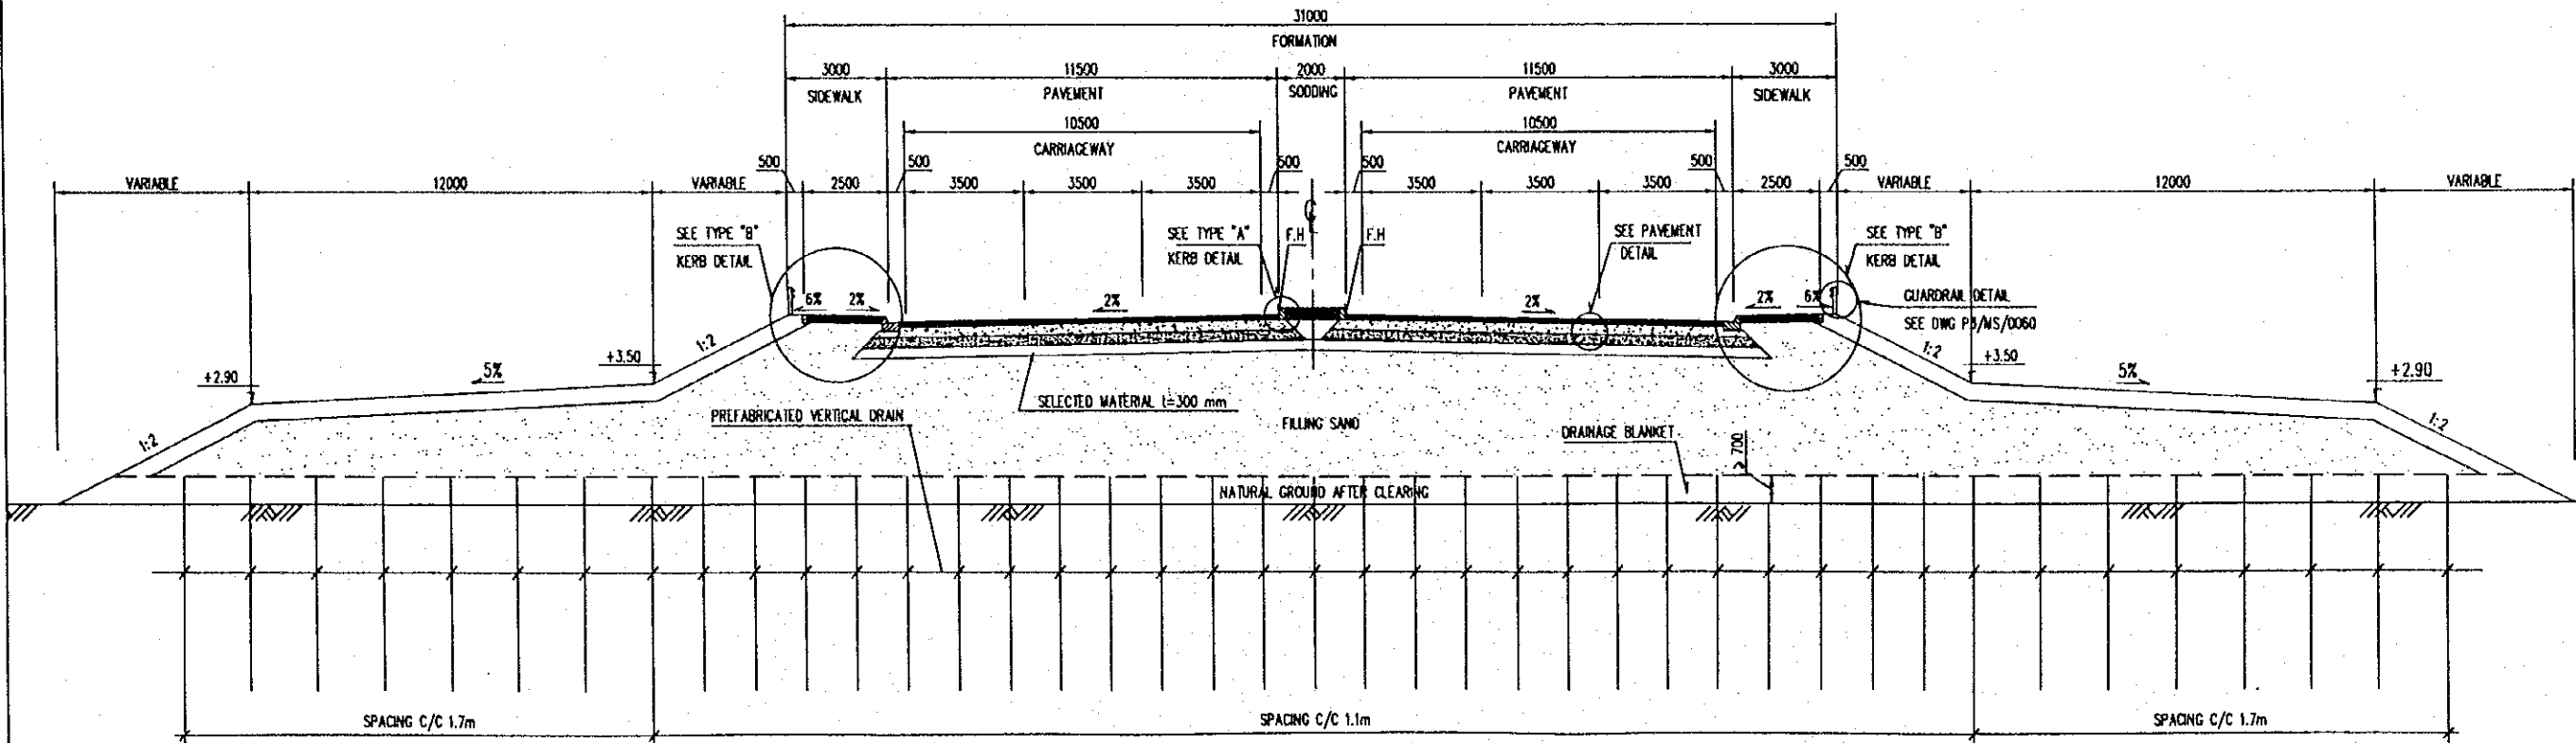 31000
FORMATION
3000
11500
2000
11500
3000
SIDEWALK
PAVEMENT
SODDING
PAVEMENT
SIDEWALK
10500
10500
CARRIAGEWAY
CARRIAGEWAY
500
500
500
500
500
500
VARIABLE
12000
VARIABLE
2500
3500
3500
3500
3500
3500
3500
2500
VARIABLE
12000
VARIABLE
SEE TYPE "B"
KERB DETAIL
SEE TYPE "A"
KERB DETAIL
F.H
F.H
SEE PAVEMENT
DETAIL
SEE TYPE "B"
KERB DETAIL
6%
2%
2%
2%
2%
6%
GUARDRAIL DETAIL
1:2
1:2
+3.50
+3.50
+2.90
5%
5%
+2.90
SELECTED MATERIAL t=300 mm
PREFABRICATED VERTICAL DRAIN
FILLING SAND
DRAINAGE BLANKET
≥ 700
1:2
1:2
NATURAL GROUND AFTER CLEARING
SPACING C/C 1.7m
SPACING C/C 1.1m
SPACING C/C 1.7m